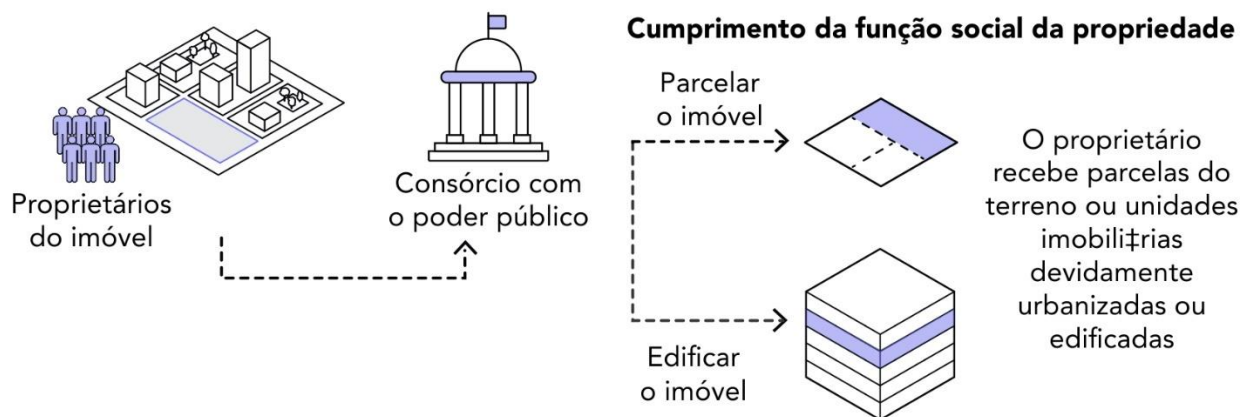 Cumprimento da função social da propriedade
Proprietários
do imóvel
Consórcio com
o poder público
Parcelar
o imóvel
Edificar
o imóvel
O proprietário
recebe parcelas do
terreno ou unidades
imobili‡rias
devidamente
urbanizadas ou
edificadas